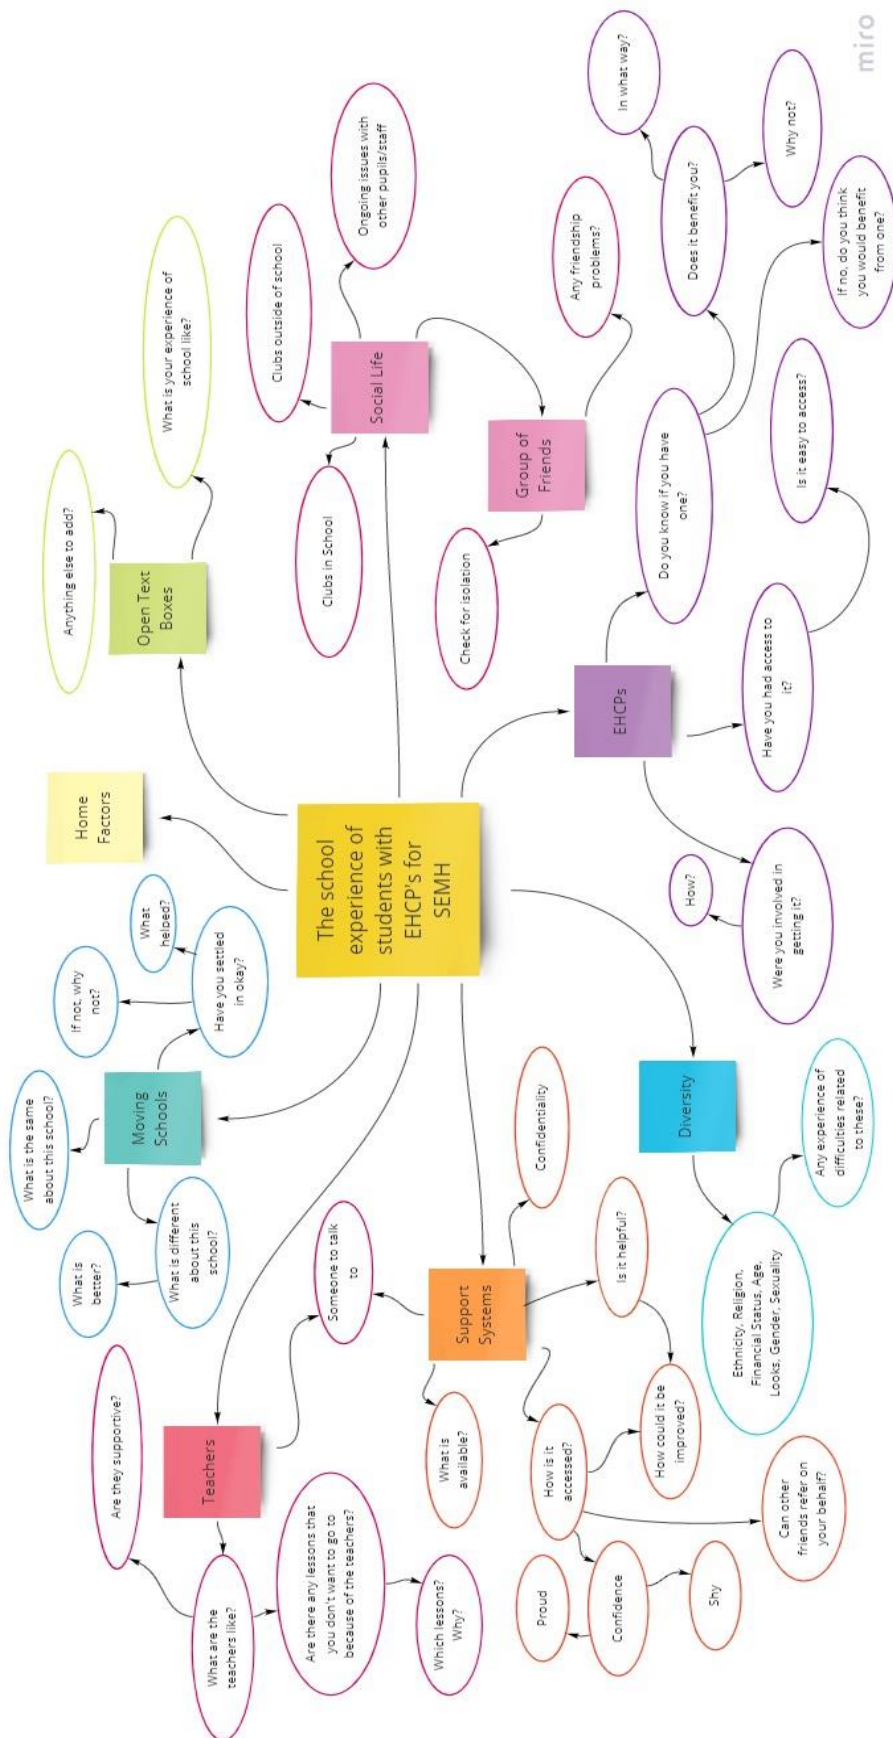 Are they supportive?
What are the
teachers like?
Are there any lessons that
you don't want to go to
because of the teachers?
Which lessons?
Why?
Teachers
What is
better?
What is different
about this
school?
What is the same
about this school?
Moving
Schools
If not, why
not?
What
helped?
Have you settled
in okay?
Home
Factors
Anything else to add?
Open Text
Boxes
What is your experience of
school like?
Someone to talk
to
The school
experience of
students with
EHCP's for
SEMH
Clubs in School
Clubs outside of school
Social Life
Ongoing issues with
other pupils/staff
What is
available?
Support
Systems
Confidentiality
Check for isolation
Group of
Friends
Any friendship
problems?
Proud
Confidence
Shy
How is it
accessed?
Is it helpful?
How could it be
improved?
Can other
friends refer on
your behalf?
Diversity
Ethnicity, Religion,
Financial Status, Age,
Looks, Gender, Sexuality
Any experience of
difficulties related
to these?
EHCPs
How?
Were you involved in
getting it?
Have you had access to
it?
Is it easy to access?
Do you know if you have
one?
Does it benefit you?
In what way?
Why not?
If no, do you think
you would benefit
from one?
miro